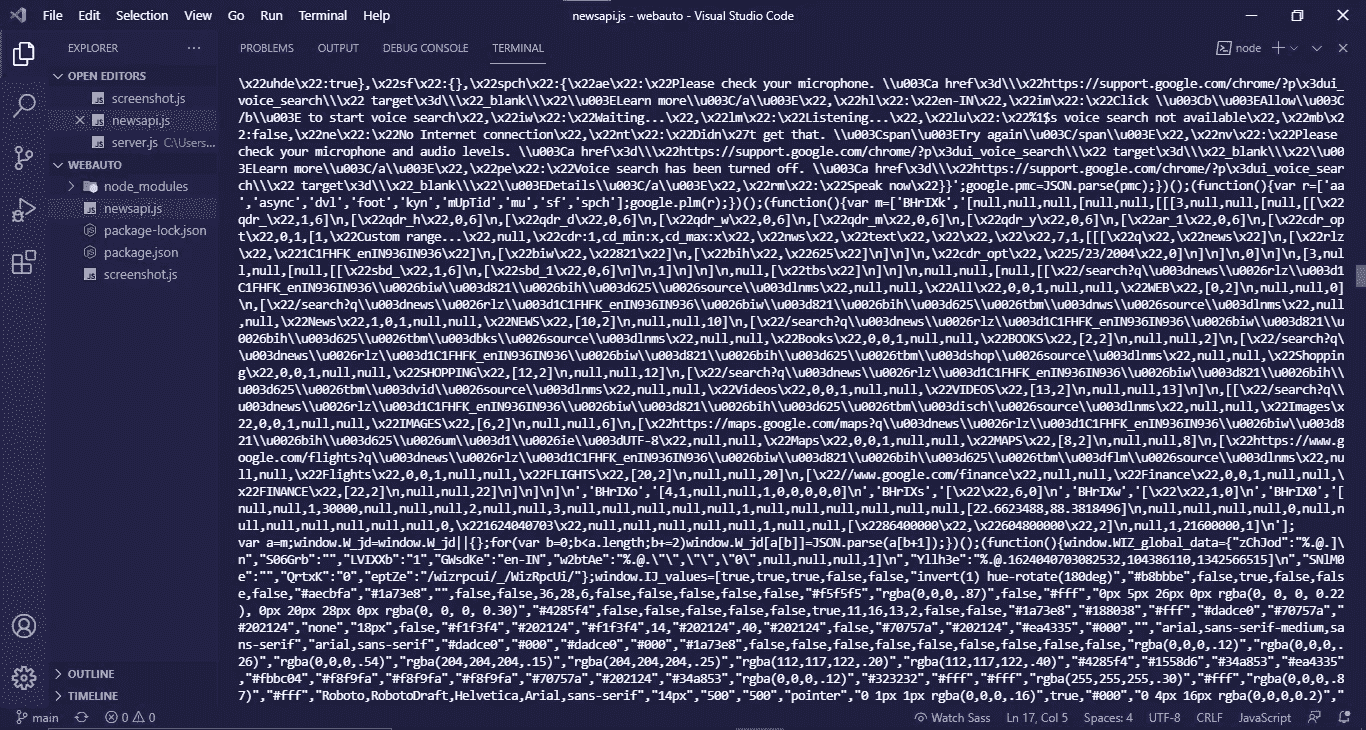 File Edit Selection View Go Run Terminal Help newsapi.js - webauto - Visual Studio Code
EXPLORER ... PROBLEMS OUTPUT DEBUG CONSOLE TERMINAL node
OPEN EDITORS
screenshot.js
newsapi.js
server.js C:\Users...
WEBAUTO
node_modules
newsapi.js
package-lock.json
package.json
screenshot.js
\x22uhde\x22:true},\x22sf\x22:{},\x22spch\x22:{\x22ae\x22:\x22Please check your microphone. \\u003Ca href\x3d\\\x22https://support.google.com/chrome/?p\x3dui_
voice_search\\\x22 target\x3d\\\x22_blank\\\x22\\u003ELearn more\\u003C/a\\u003E\x22,\x22hl\x22:\x22en-IN\x22,\x22im\x22:\x22Click \\u003Cb\\u003EAllow\\u003C
/b\\u003E to start voice search\x22,\x22iw\x22:\x22Waiting...\x22,\x22lm\x22:\x22Listening...\x22,\x22lu\x22:\x22%1$s voice search not available\x22,\x22mb\x2
2:false,\x22ne\x22:\x22No Internet connection\x22,\x22nt\x22:\x22Didn\x27t get that. \\u003Cspan\\u003ETry again\\u003C/span\\u003E\x22,\x22nv\x22:\x22Please
check your microphone and audio levels. \\u003Ca href\x3d\\\x22https://support.google.com/chrome/?p\x3dui_voice_search\\\x22 target\x3d\\\x22_blank\\\x22\\u00
3ELearn more\\u003C/a\\u003E\x22,\x22pe\x22:\x22Voice search has been turned off. \\u003Ca href\x3d\\\x22https://support.google.com/chrome/?p\x3dui_voice_sear
ch\\\x22 target\x3d\\\x22_blank\\\x22\\u003EDetails\\u003C/a\\u003E\x22,\x22rm\x22:\x22Speak now\x22}}';google.pmc=JSON.parse(pmc);})();(function(){var r=['aa
','async','dvl','foot','kyn','mUpTid','mu','sf','spch'];google.plm(r);})();(function(){var m=['BHrIXk','[null,null,null,[null,null,[[[3,null,null,[null,[[\x22
qdr_\x22,1,6]\n,[\x22qdr_h\x22,0,6]\n,[\x22qdr_d\x22,0,6]\n,[\x22qdr_w\x22,0,6]\n,[\x22qdr_m\x22,0,6]\n,[\x22qdr_y\x22,0,6]\n,[\x22ar_1\x22,0,6]\n,[\x22cdr_op
t\x22,0,1,[1,\x22Custom range...\x22,null,\x22cdr:1,cd_min:x,cd_max:x\x22,\x22nws\x22,\x22text\x22,\x22\x22,\x22\x22,7,1,[[[\x22q\x22,\x22news\x22]\n,[\x22rlz
\x22,\x221C1FHFK_enIN936IN936\x22]\n,[\x22biw\x22,\x22821\x22]\n,[\x22bih\x22,\x22625\x22]\n]\n]\n,\x22cdr_opt\x22,\x225/23/2004\x22,0]\n]\n]\n,0]\n]\n,[3,nul
l,null,[null,[[\x22sbd_\x22,1,6]\n,[\x22sbd_1\x22,0,6]\n]\n,1]\n]\n]\n,null,[\x22tbs\x22]\n]\n]\n,null,null,[null,[[\x22/search?q\\u003dnews\\u0026rlz\\u003d1
C1FHFK_enIN936IN936\\u0026biw\\u003d821\\u0026bih\\u003d625\\u0026source\\u003dlnms\x22,null,null,\x22All\x22,0,0,1,null,null,\x22WEB\x22,[0,2]\n,null,null,0]
\n,[\x22/search?q\\u003dnews\\u0026rlz\\u003d1C1FHFK_enIN936IN936\\u0026biw\\u003d821\\u0026bih\\u003d625\\u0026tbm\\u003dnws\\u0026source\\u003dlnms\x22,null
,null,\x22News\x22,1,0,1,null,null,\x22NEWS\x22,[10,2]\n,null,null,10]\n,[\x22/search?q\\u003dnews\\u0026rlz\\u003d1C1FHFK_enIN936IN936\\u0026biw\\u003d821\\u
0026bih\\u003d625\\u0026tbm\\u003dbks\\u0026source\\u003dlnms\x22,null,null,\x22Books\x22,0,0,1,null,null,\x22BOOKS\x22,[2,2]\n,null,null,2]\n,[\x22/search?q\
\u003dnews\\u0026rlz\\u003d1C1FHFK_enIN936IN936\\u0026biw\\u003d821\\u0026bih\\u003d625\\u0026tbm\\u003dshop\\u0026source\\u003dlnms\x22,null,null,\x22Shoppin
g\x22,0,0,1,null,null,\x22SHOPPING\x22,[12,2]\n,null,null,12]\n,[\x22/search?q\\u003dnews\\u0026rlz\\u003d1C1FHFK_enIN936IN936\\u0026biw\\u003d821\\u0026bih\\
u003d625\\u0026tbm\\u003dvid\\u0026source\\u003dlnms\x22,null,null,\x22Videos\x22,0,0,1,null,null,\x22VIDEOS\x22,[13,2]\n,null,null,13]\n]\n,[[\x22/search?q\\
u003dnews\\u0026rlz\\u003d1C1FHFK_enIN936IN936\\u0026biw\\u003d821\\u0026bih\\u003d625\\u0026tbm\\u003disch\\u0026source\\u003dlnms\x22,null,null,\x22Images\x
22,0,0,1,null,null,\x22IMAGES\x22,[6,2]\n,null,null,6]\n,[\x22https://maps.google.com/maps?q\\u003dnews\\u0026rlz\\u003d1C1FHFK_enIN936IN936\\u0026biw\\u003d8
21\\u0026bih\\u003d625\\u0026um\\u003d1\\u0026ie\\u003dUTF-8\x22,null,null,\x22Maps\x22,0,0,1,null,null,\x22MAPS\x22,[8,2]\n,null,null,8]\n,[\x22https://www.g
oogle.com/flights?q\\u003dnews\\u0026rlz\\u003d1C1FHFK_enIN936IN936\\u0026biw\\u003d821\\u0026bih\\u003d625\\u0026tbm\\u003dflm\\u0026source\\u003dlnms\x22,nu
ll,null,\x22Flights\x22,0,0,1,null,null,\x22FLIGHTS\x22,[20,2]\n,null,null,20]\n,[\x22//www.google.com/finance\x22,null,null,\x22Finance\x22,0,0,1,null,null,\
x22FINANCE\x22,[22,2]\n,null,null,22]\n]\n]\n]\n','BHrIXo','[4,1,null,null,1,0,0,0,0,0]\n','BHrIXs','[\x22\x22,6,0]\n','BHrIXw','[\x22\x22,1,0]\n','BHrIX0','[
null,null,1,30000,null,null,null,2,null,null,3,null,null,null,null,null,null,1,null,null,null,null,null,null,[22.6623488,88.3818496]\n,null,null,null,0,null,n
ull,null,null,null,null,null,0,\x221624040703\x22,null,null,null,null,null,1,null,null,[\x2286400000\x22,\x22604800000\x22,2]\n,null,1,21600000,1]\n'];
var a=m;window.W_jd=window.W_jd||{};for(var b=0;b<a.length;b+=2)window.W_jd[a[b]]=JSON.parse(a[b+1]);})();(function(){window.WIZ_global_data={"zChJod":"%.@.]\
n","S06Grb":"","LVIXXb":"1","GWsdKe":"en-IN","w2btAe":"%.@.\"\",\"\",\"0\",null,null,null,1]\n","Yllh3e":"%.@.1624040703082532,104386110,1342566515]\n","SNlM0
e":"","QrtxK":"0","eptZe":"/wizrpcui/_/WizRpcUi/"};window.IJ_values=[true,true,true,false,false,"invert(1) hue-rotate(180deg)","#b8bbbe",false,true,false,fals
e,false,"#aecbfa","#1a73e8","",false,false,36,28,6,false,false,false,false,false,"#f5f5f5","rgba(0,0,0,.87)",false,"#fff","0px 5px 26px 0px rgba(0, 0, 0, 0.22
), 0px 20px 28px 0px rgba(0, 0, 0, 0.30)","#4285f4",false,false,false,false,true,11,16,13,2,false,false,"#1a73e8","#188038","#fff","#dadce0","#70757a","
#202124","none","18px",false,"#f1f3f4","#202124","#f1f3f4",14,"#202124",40,"#202124",false,"#70757a","#202124","#ea4335","#000","","arial,sans-serif-medium,sa
ns-serif","arial,sans-serif","#dadce0","#000","#dadce0","#000","#1a73e8",false,false,false,false,false,false,false,false,"rgba(0,0,0,.12)","rgba(0,0,0,.
26)","rgba(0,0,0,.54)","rgba(204,204,204,.15)","rgba(204,204,204,.25)","rgba(112,117,122,.20)","rgba(112,117,122,.40)","#4285f4","#1558d6","#34a853","#ea4335"
,"#fbbc04","#f8f9fa","#f8f9fa","#f8f9fa","#70757a","#202124","#34a853","rgba(0,0,0,.12)","#323232","#fff","#fff","rgba(255,255,255,.30)","#fff","rgba(0,0,0,.8
7)","#fff","Roboto,RobotoDraft,Helvetica,Arial,sans-serif","14px","500","500","pointer","0 1px 1px rgba(0,0,0,.16)",true,"#000","0 4px 16px rgba(0,0,0,0.2)","
OUTLINE
TIMELINE
main 0 0 Watch Sass Ln 17, Col 5 Spaces: 4 UTF-8 CRLF JavaScript